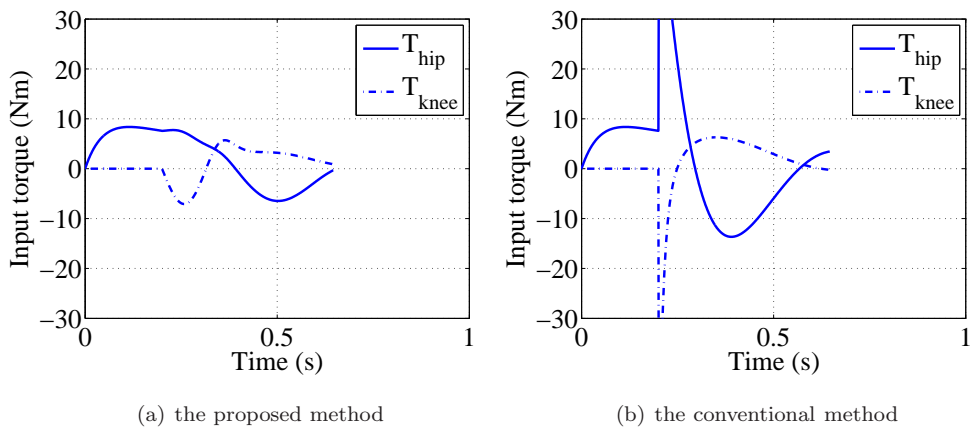 30
20
10
0
−10
−20
−30
Input torque (Nm)
T_hip
T_knee
0
0.5
1
Time (s)
(a) the proposed method
30
20
10
0
−10
−20
−30
Input torque (Nm)
T_hip
T_knee
0
0.5
1
Time (s)
(b) the conventional method